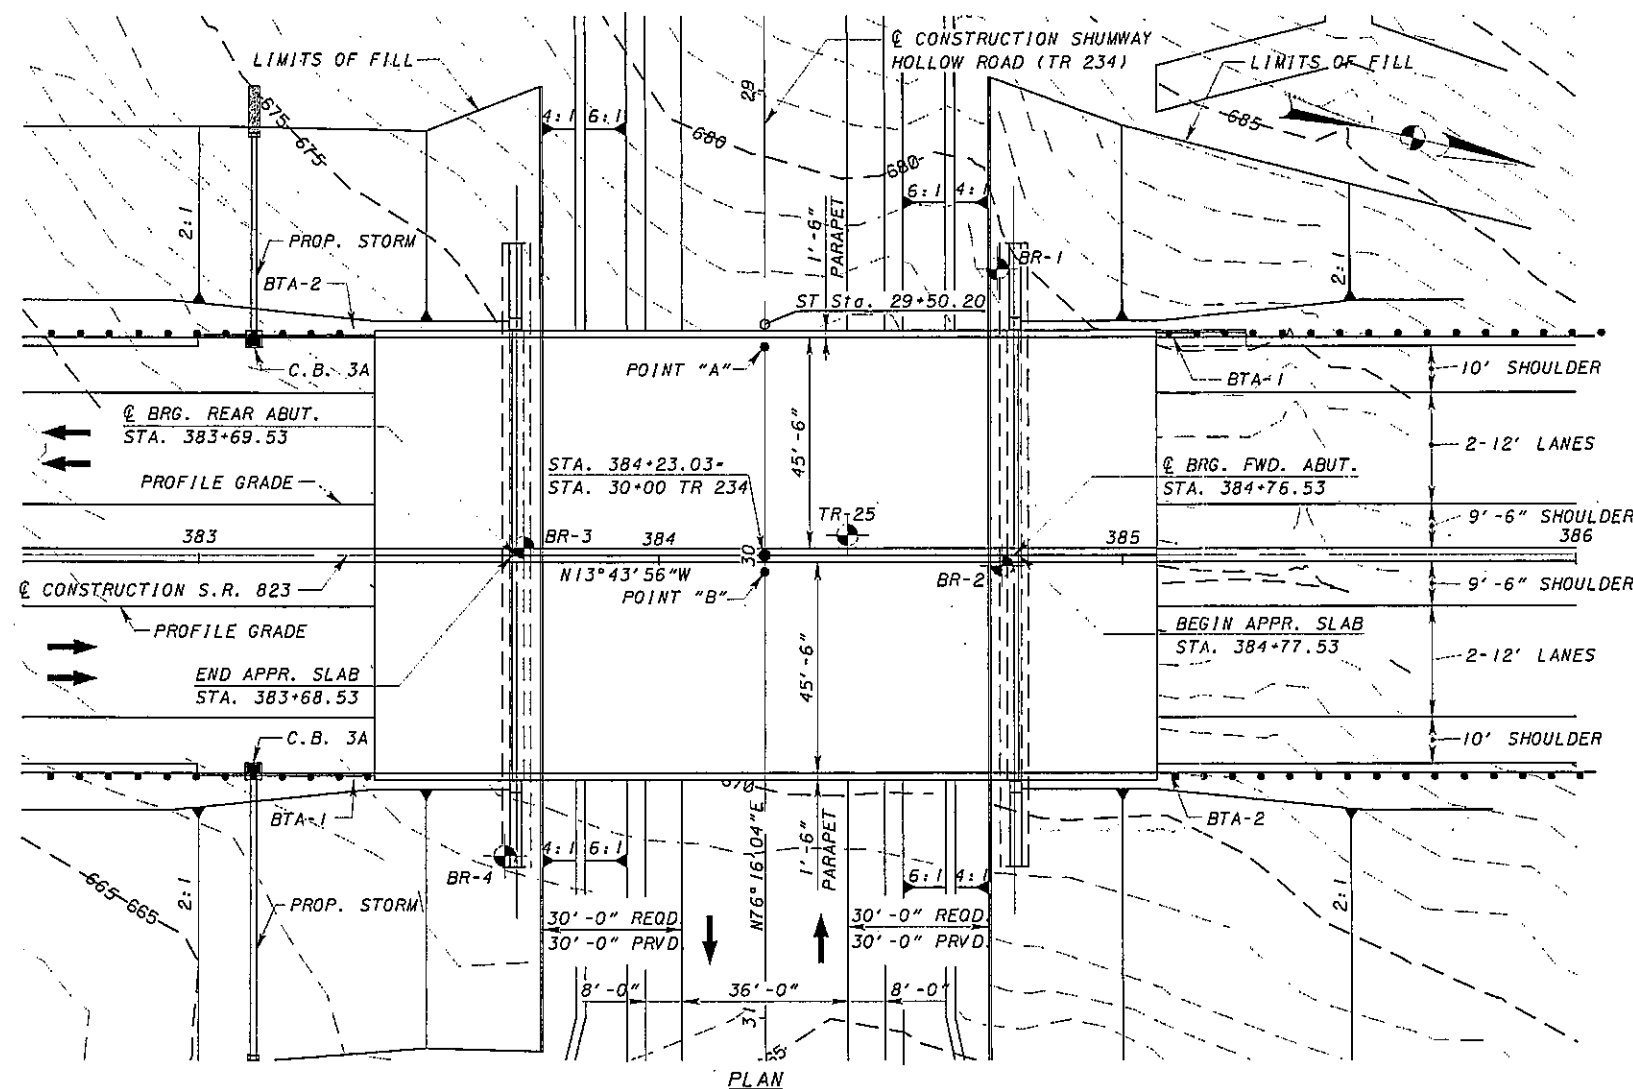 LIMITS OF FILL
℄ CONSTRUCTION SHUMWAY
HOLLOW ROAD (TR 234)
LIMITS OF FILL
29
675
675
4:1 6:1
680
680
685
6:1 4:1
2:1
PROP. STORM
BTA-2
1'-6"
PARAPET
BR-1
2:1
ST Sta. 29+50.20
C.B. 3A
POINT "A"
BTA-1
10' SHOULDER
℄ BRG. REAR ABUT.
STA. 383+69.53
45'-6"
2-12' LANES
STA. 384+23.03=
STA. 30+00 TR 234
℄ BRG. FWD. ABUT.
STA. 384+76.53
PROFILE GRADE
TR-25
9'-6" SHOULDER
383
BR-3
384
385
386
30
N13°43'56"W
BR-2
℄ CONSTRUCTION S.R. 823
POINT "B"
9'-6" SHOULDER
PROFILE GRADE
BEGIN APPR. SLAB
STA. 384+77.53
2-12' LANES
END APPR. SLAB
STA. 383+68.53
45'-6"
C.B. 3A
10' SHOULDER
670
BTA-1
BTA-2
4:1 6:1
1'-6"
PARAPET
N76°16'04"E
BR-4
6:1 4:1
665
665
2:1
PROP. STORM
2:1
30'-0" REQD.
30'-0" PRVD.
30'-0" REQD.
30'-0" PRVD.
8'-0"
36'-0"
8'-0"
31
65
PLAN